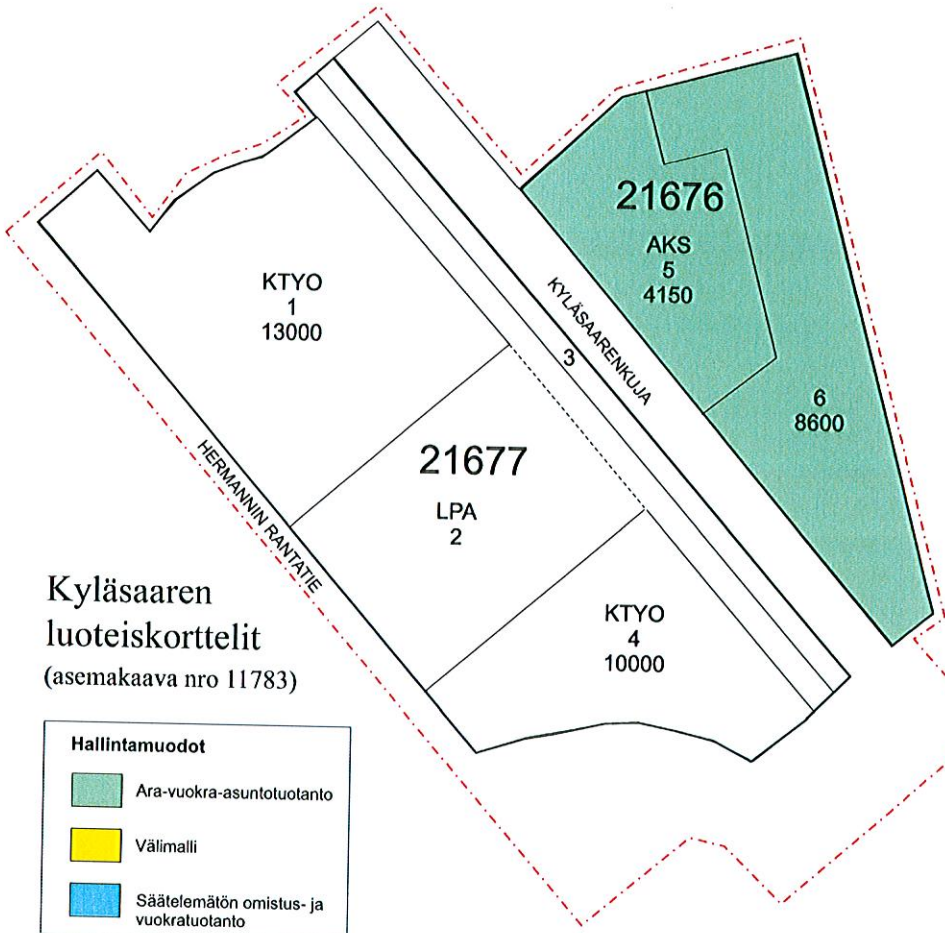 21676
AKS
5
4150
6
8600
KYLÄSAARENKUJA
3
KTYO
1
13000
21677
LPA
2
HERMANNIN RANTATIE
KTYO
4
10000
Kyläsaaren
luoteiskorttelit
(asemakaava nro 11783)
Hallintamuodot
Ara-vuokra-asuntotuotanto
Välimalli
Säätelemätön omistus- ja
vuokratuotanto